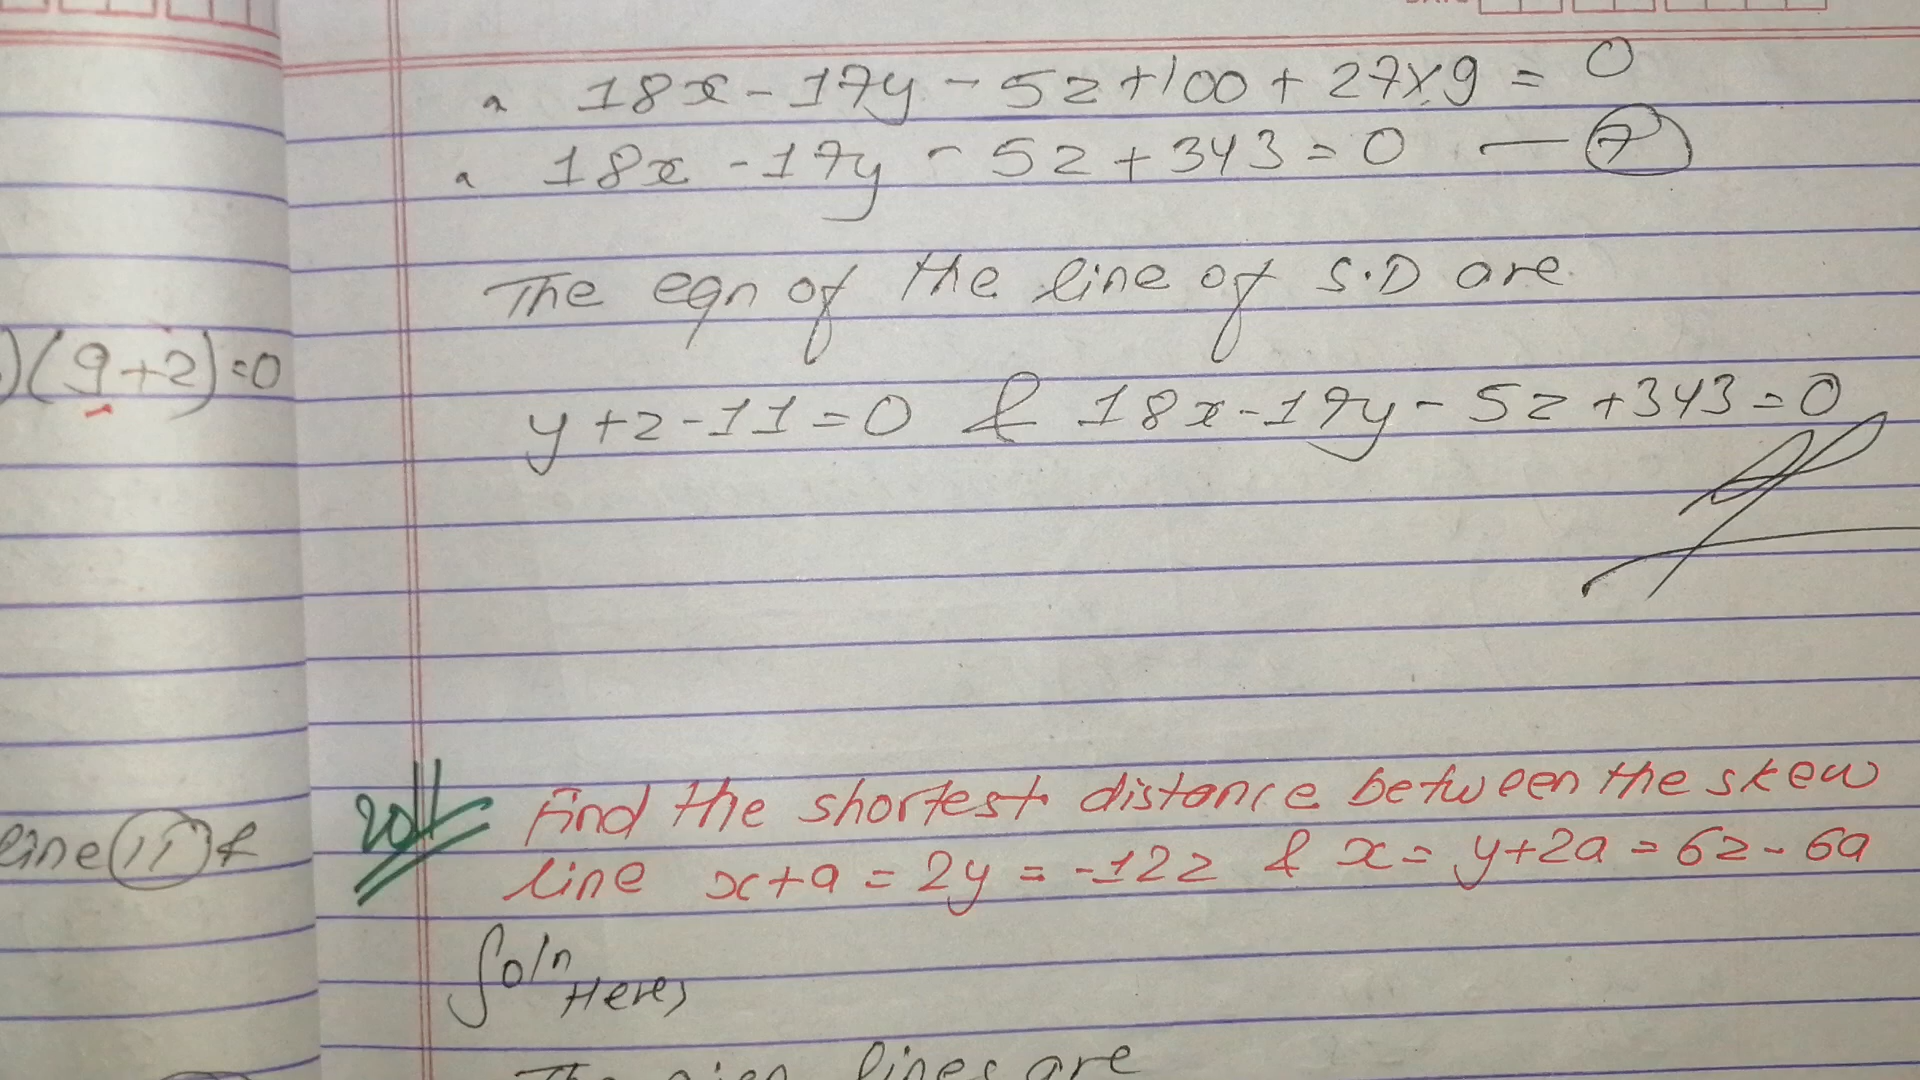 )(9+2)=0
line (11) &
" 18x - 17y - 5z + 100 + 27×9 = 0
" 18x - 17y - 5z + 343 = 0 — (7)
The eqn of the line of S.D are
y + z - 11 = 0 & 18x - 17y - 5z + 343 = 0
Find the shortest distance between the skew
line x+a = 2y = -12z & x = y+2a = 6z - 6a
Soln
Here,
lines are